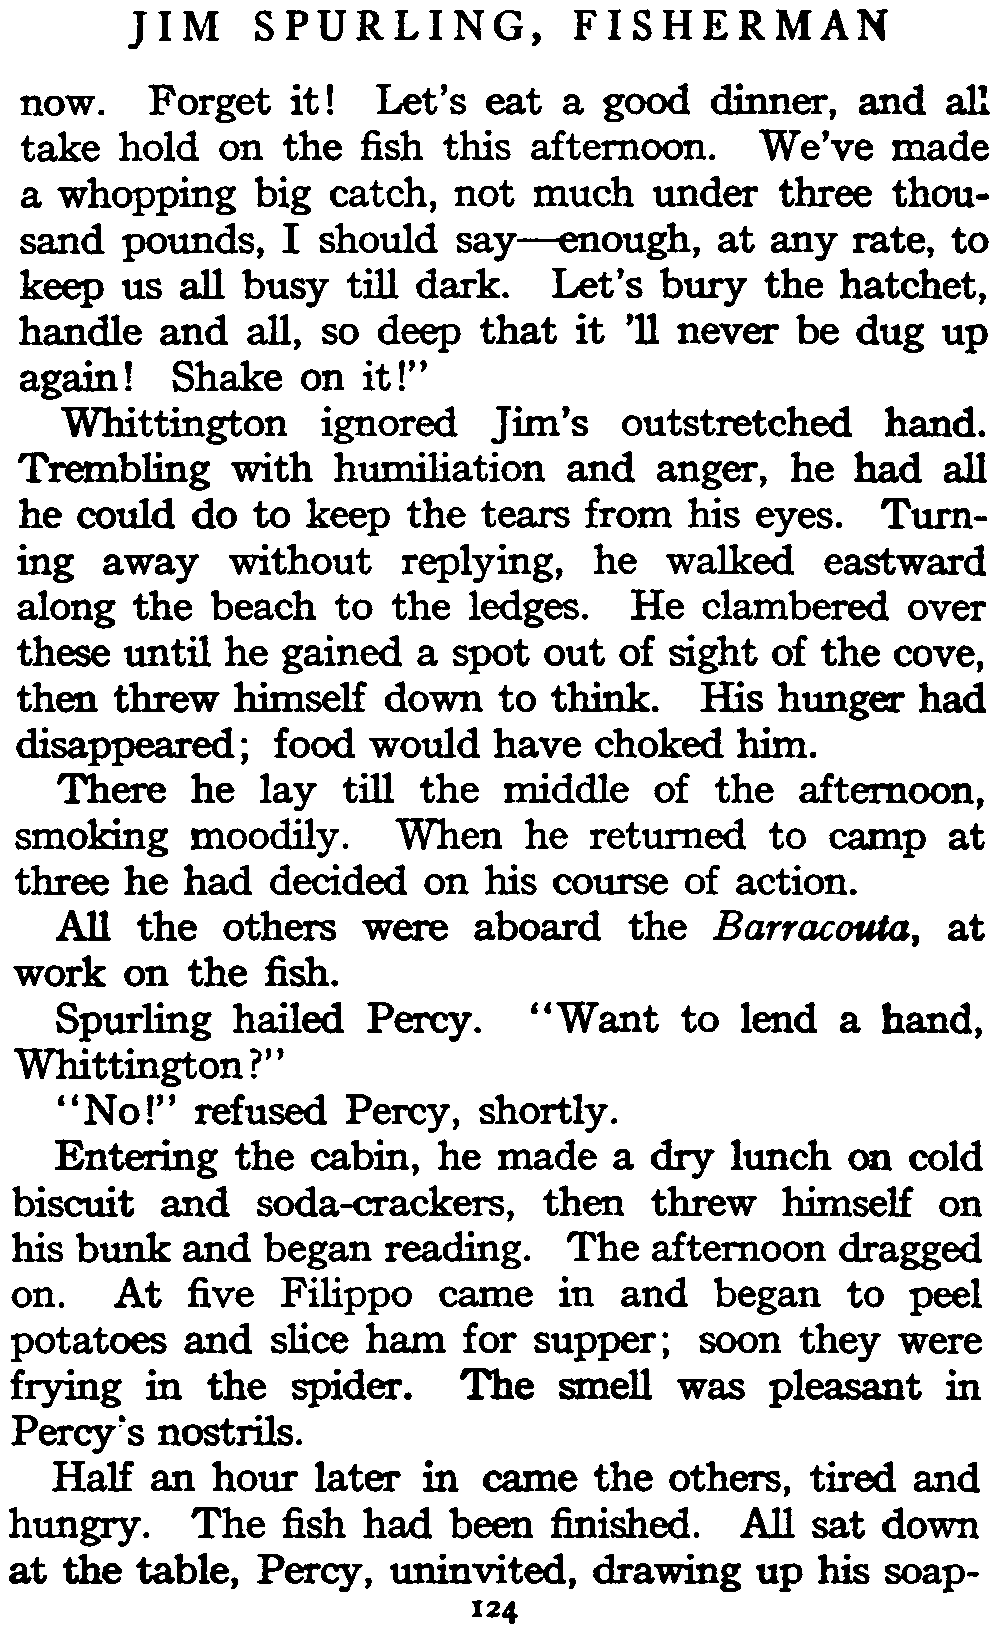 JIM SPURLING, FISHERMAN
now. Forget it! Let's eat a good dinner, and all
take hold on the fish this afternoon. We've made
a whopping big catch, not much under three thou-
sand pounds, I should say—enough, at any rate, to
keep us all busy till dark. Let's bury the hatchet,
handle and all, so deep that it 'll never be dug up
again! Shake on it!”
Whittington ignored Jim's outstretched hand.
Trembling with humiliation and anger, he had all
he could do to keep the tears from his eyes. Turn-
ing away without replying, he walked eastward
along the beach to the ledges. He clambered over
these until he gained a spot out of sight of the cove,
then threw himself down to think. His hunger had
disappeared; food would have choked him.
There he lay till the middle of the afternoon,
smoking moodily. When he returned to camp at
three he had decided on his course of action.
All the others were aboard the Barracouta, at
work on the fish.
Spurling hailed Percy. “Want to lend a hand,
Whittington?”
“No!” refused Percy, shortly.
Entering the cabin, he made a dry lunch on cold
biscuit and soda-crackers, then threw himself on
his bunk and began reading. The afternoon dragged
on. At five Filippo came in and began to peel
potatoes and slice ham for supper; soon they were
frying in the spider. The smell was pleasant in
Percy's nostrils.
Half an hour later in came the others, tired and
hungry. The fish had been finished. All sat down
at the table, Percy, uninvited, drawing up his soap-
124